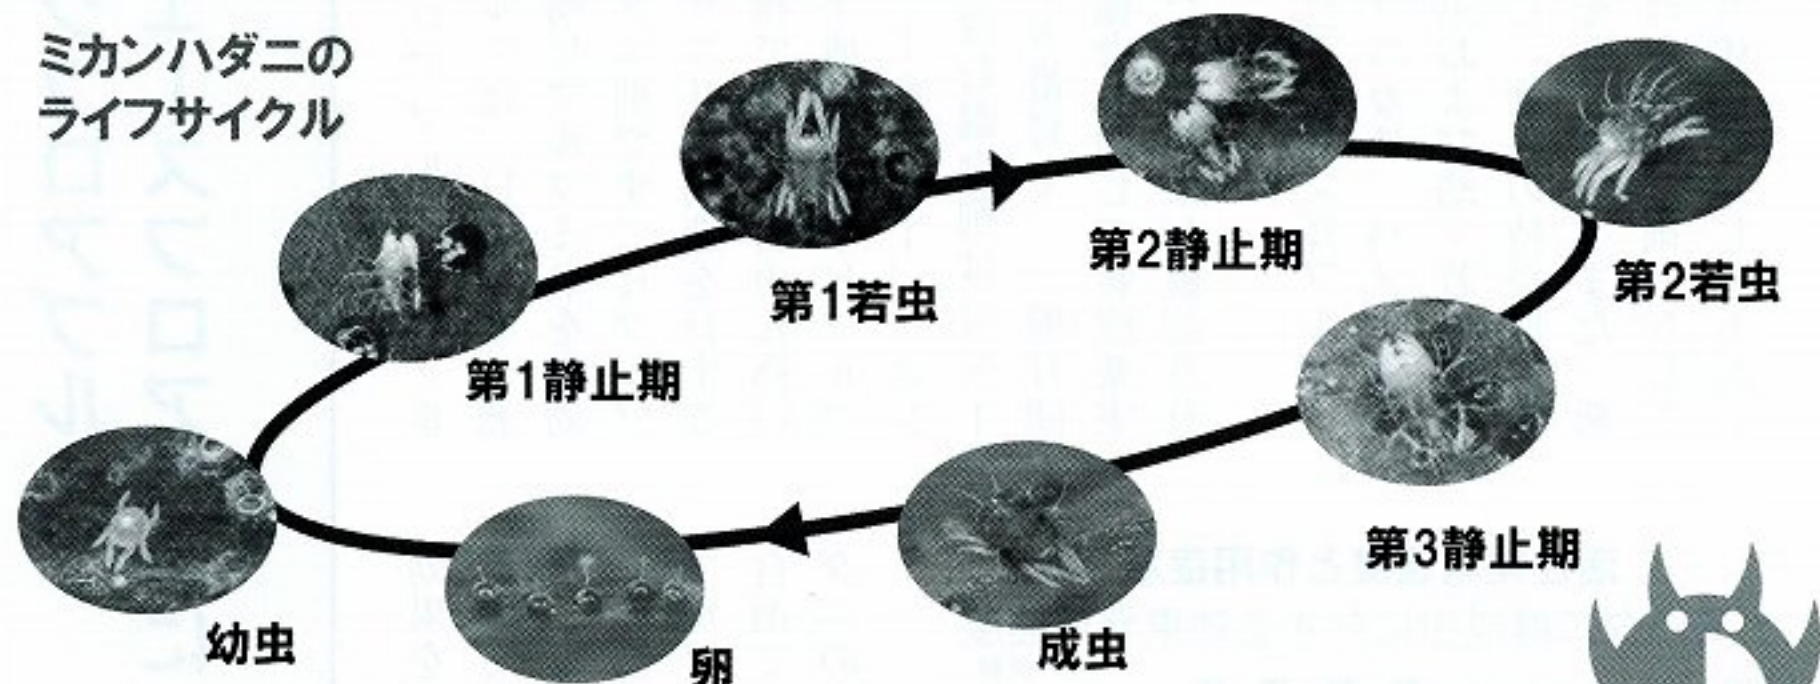 ミカンハダニの
ライフサイクル
第1静止期
第1若虫
第2静止期
第2若虫
第3静止期
成虫
卵
幼虫